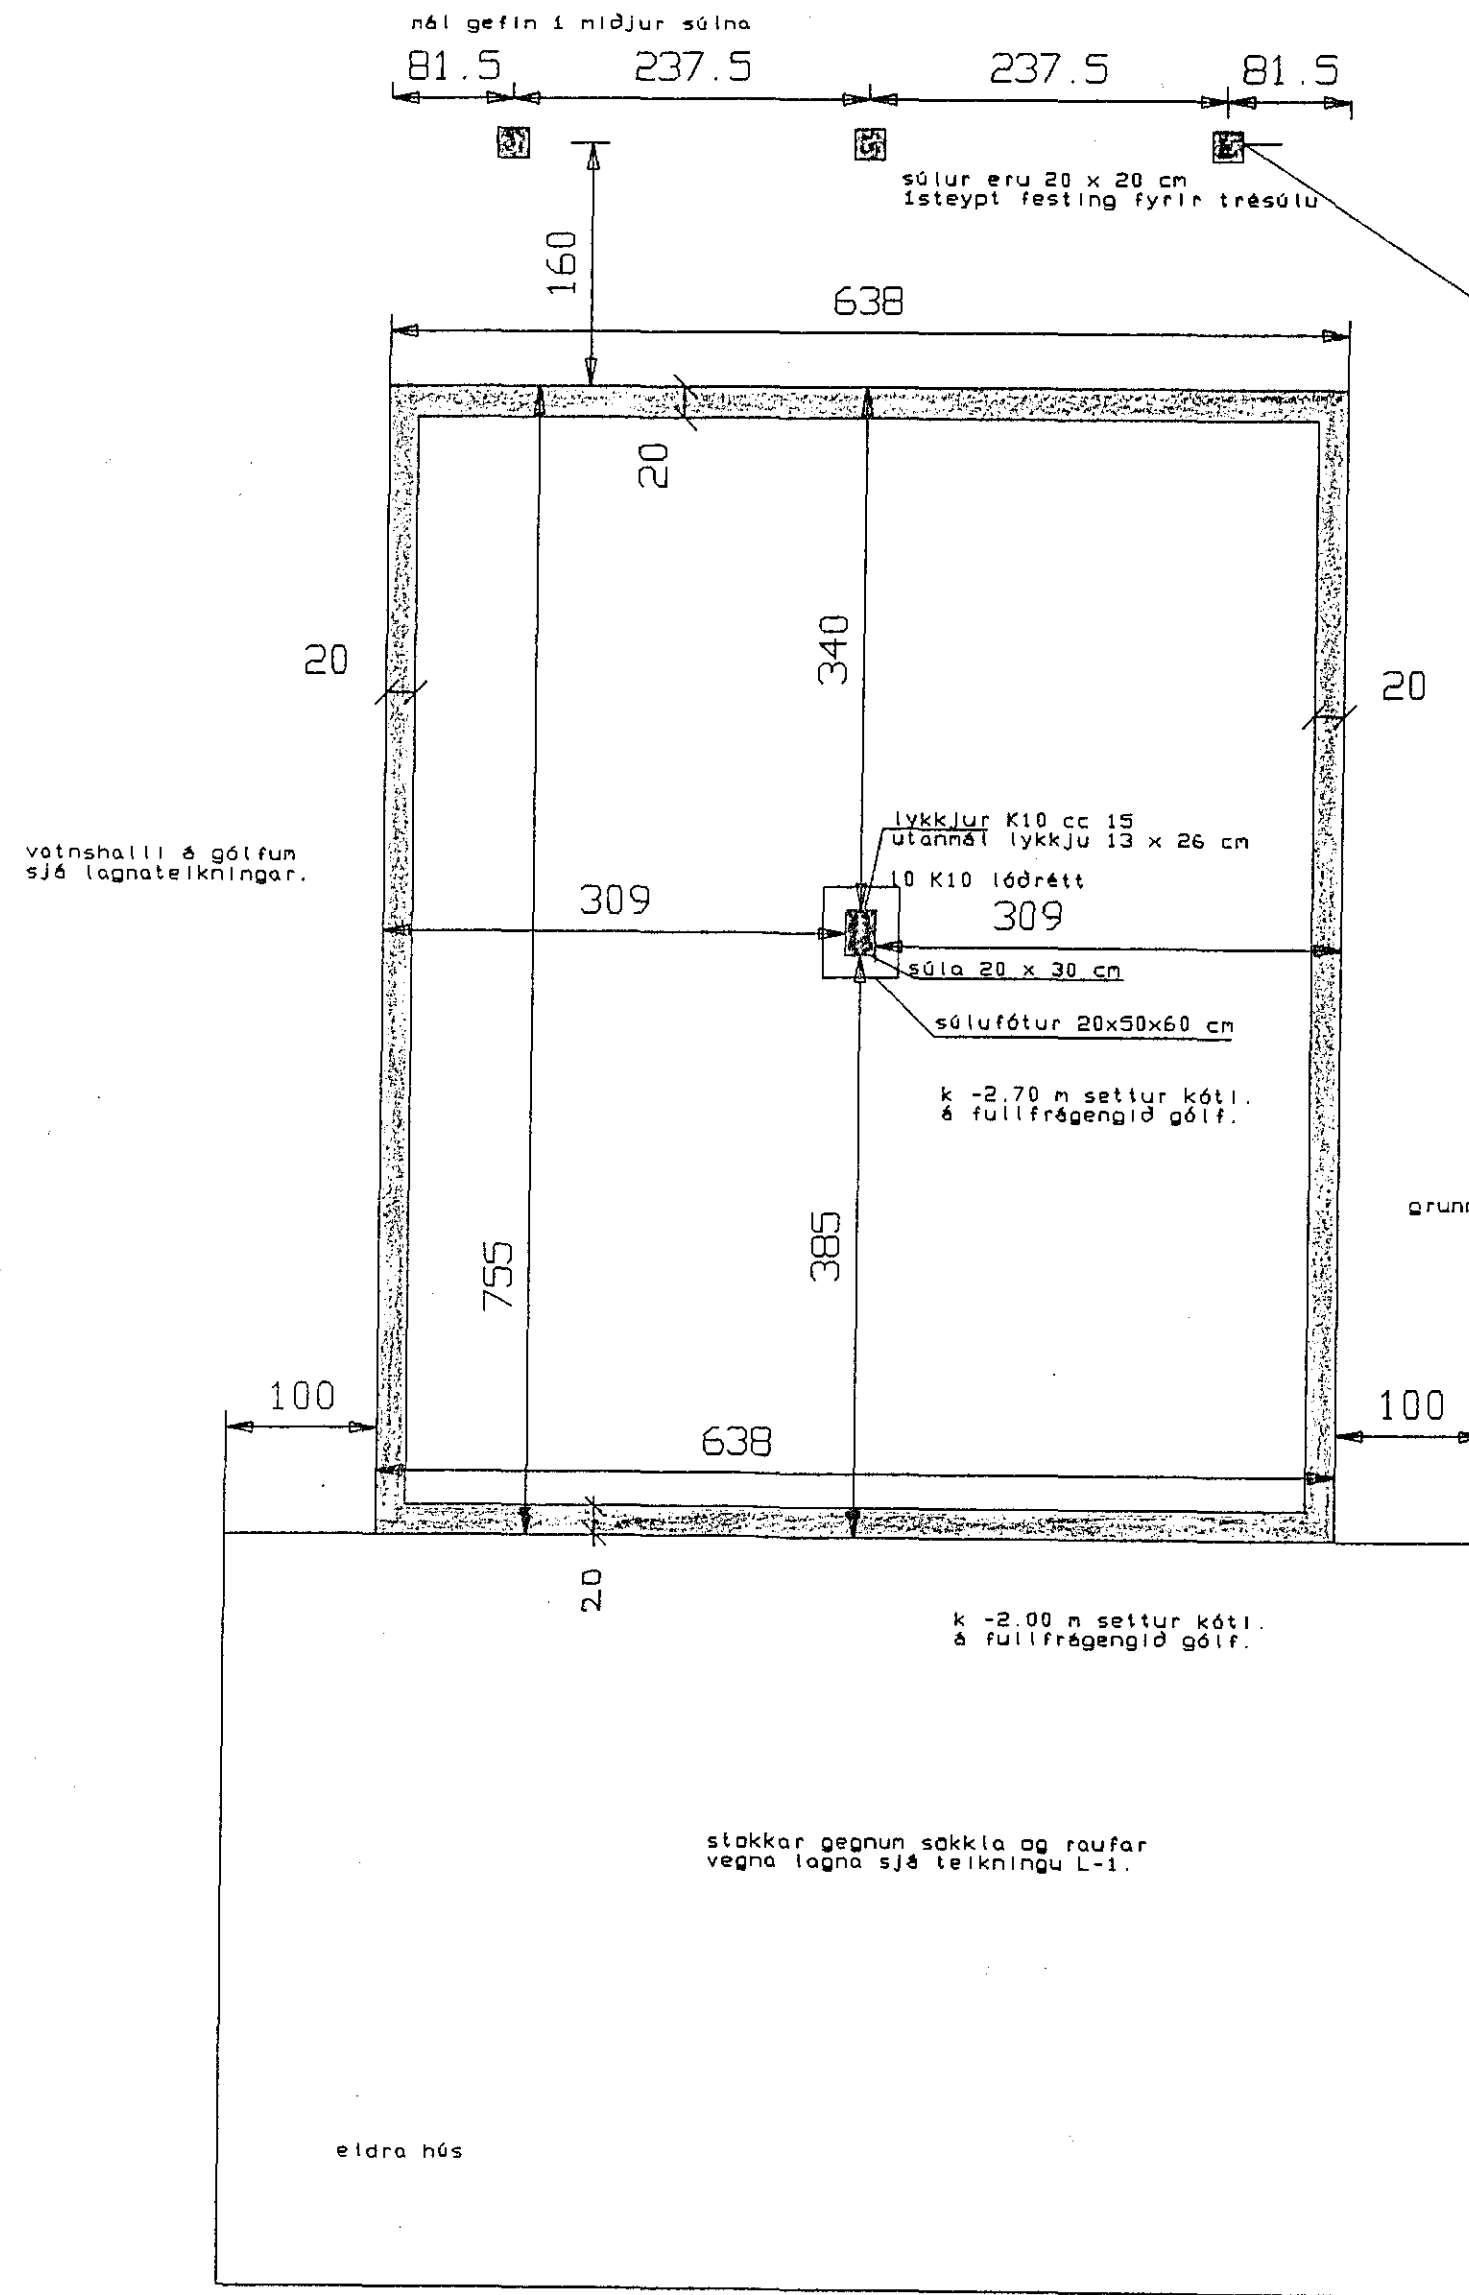 mál gefin í miðjur súlna
81.5
237.5
237.5
81.5
súlur eru 20 x 20 cm
ísteypt festing fyrir trésúlu
160
638
20
340
20
20
lykkjur K10 cc 15
utanmál lykkju 13 x 26 cm
vatnshalli á gólfum
sjá lagnateikningar.
10 K10 lóðrétt
309
309
súla 20 x 30 cm
súlufótur 20x50x60 cm
k -2.70 m settur kóti.
á fullfrágengið gólf.
755
385
100
100
638
20
k -2.00 m settur kóti.
á fullfrágengið gólf.
stokkar gegnum sökkla og raufar
vegna lagna sjá teikningu L-1.
eldra hús